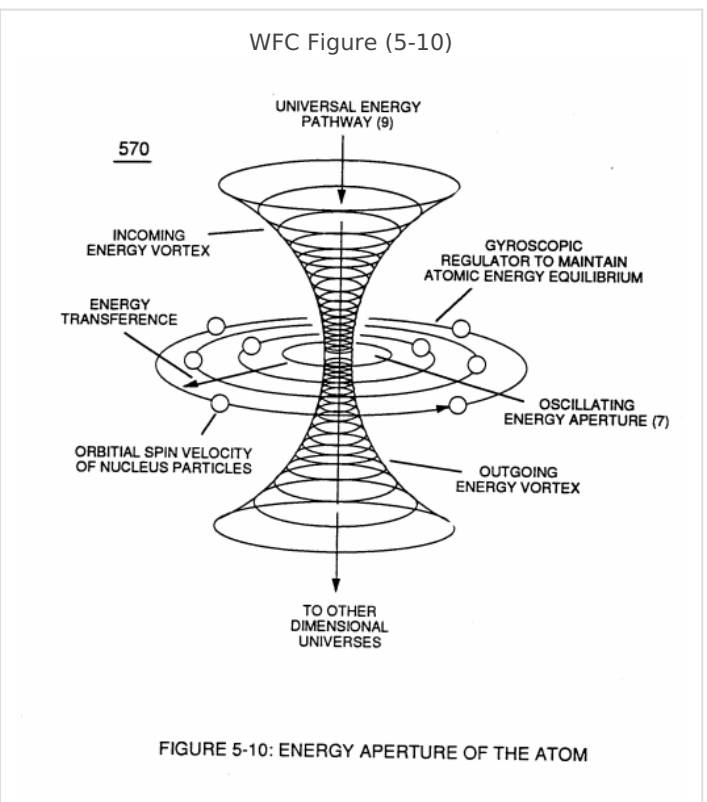 WFC Figure (5-10)
UNIVERSAL ENERGY
PATHWAY (9)
570
INCOMING
ENERGY VORTEX
GYROSCOPIC
REGULATOR TO MAINTAIN
ATOMIC ENERGY EQUILIBRIUM
ENERGY
TRANSFERENCE
OSCILLATING
ENERGY APERTURE (7)
ORBITIAL SPIN VELOCITY
OF NUCLEUS PARTICLES
OUTGOING
ENERGY VORTEX
TO OTHER
DIMENSIONAL
UNIVERSES
FIGURE 5-10: ENERGY APERTURE OF THE ATOM